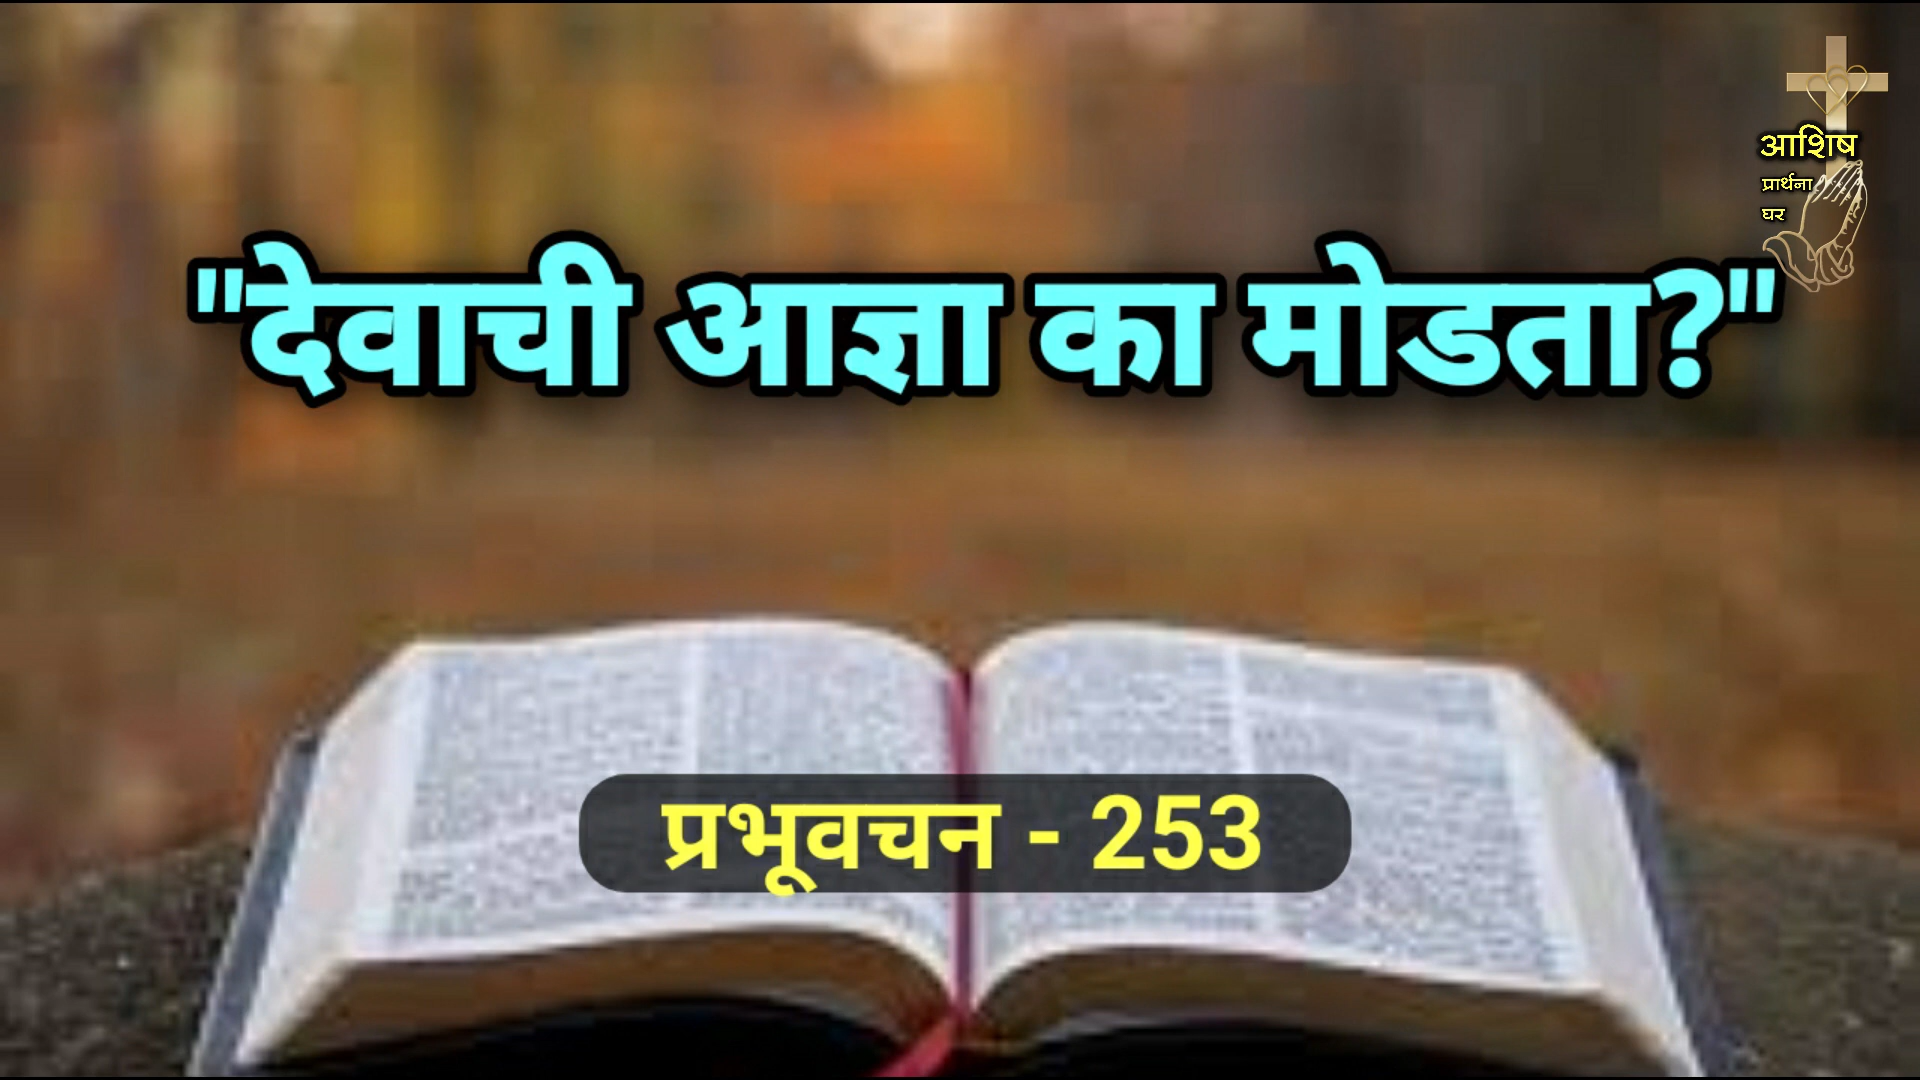 आशिष
प्रार्थना
घर
"देवाची आज्ञा का मोडता?"
प्रभूवचन - 253